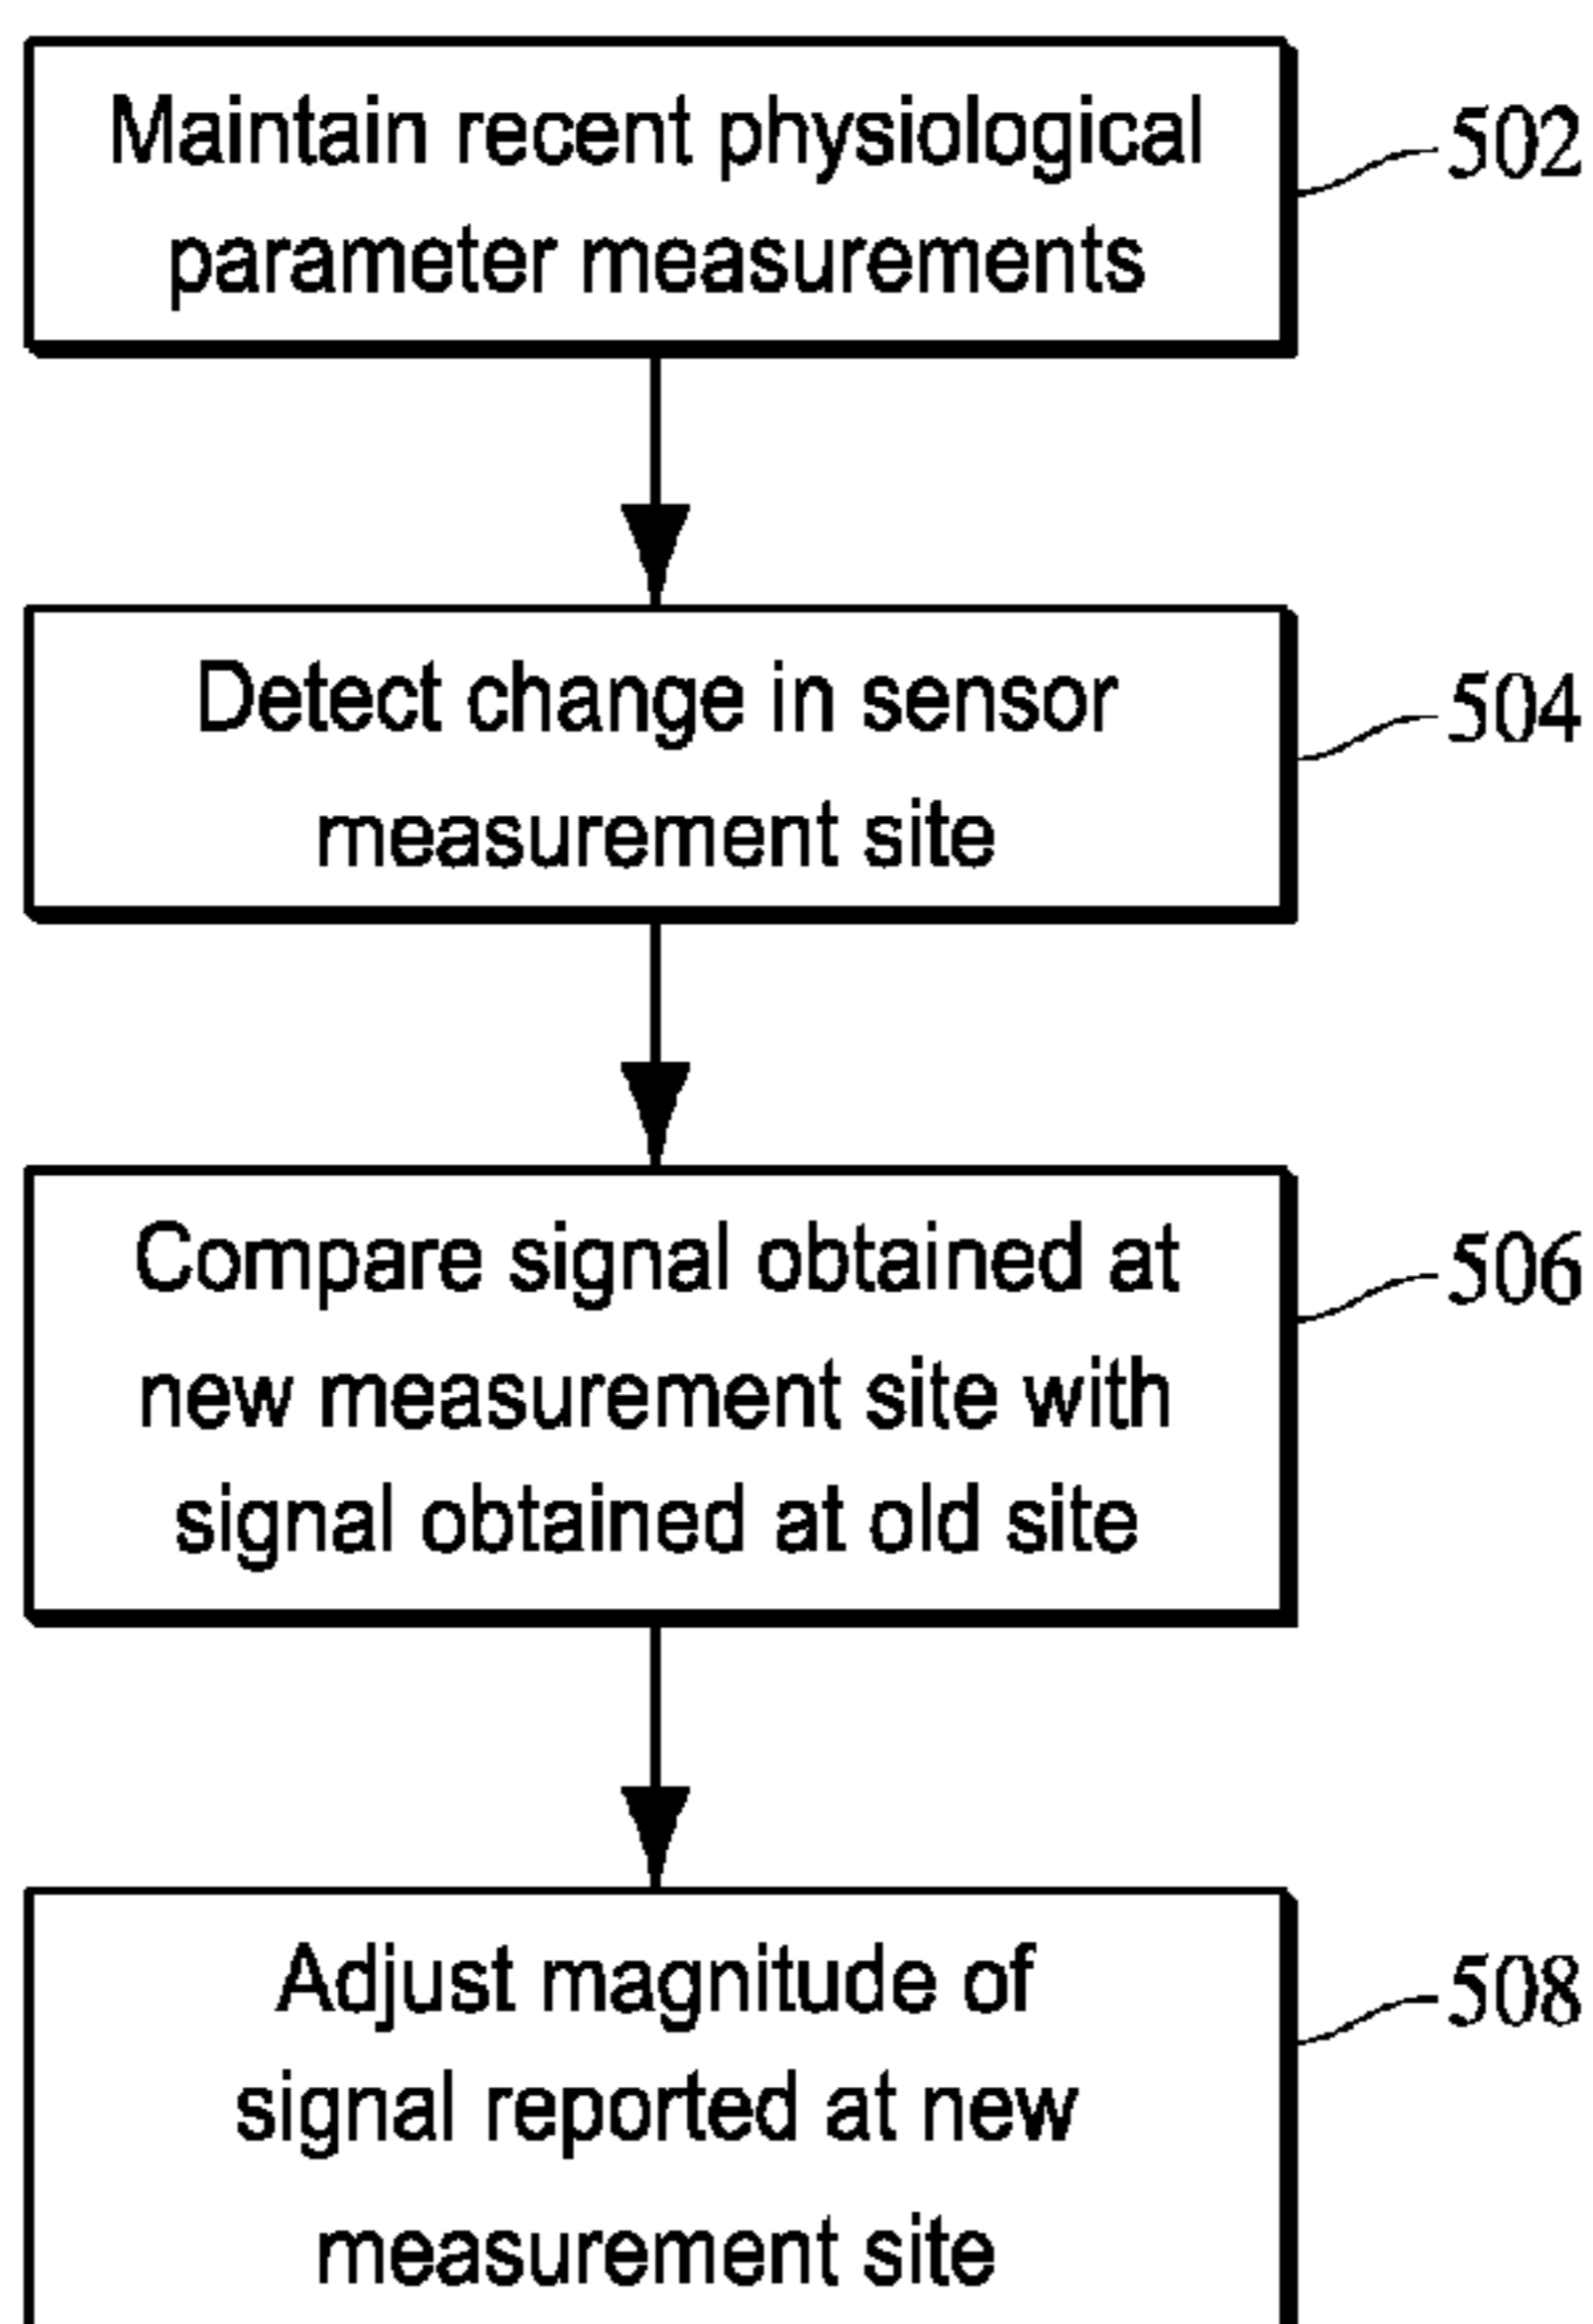 Maintain recent physiological
parameter measurements
502
Detect change in sensor
measurement site
504
Compare signal obtained at
new measurement site with
signal obtained at old site
506
Adjust magnitude of
signal reported at new
measurement site
508